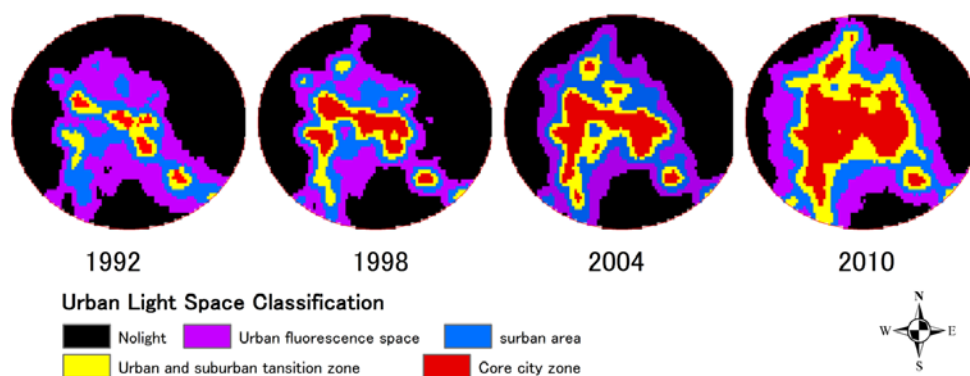 1992 1998 2004 2010
Urban Light Space Classification
Nolight Urban fluorescence space surban area
Urban and suburban tansition zone Core city zone
N
W E
S